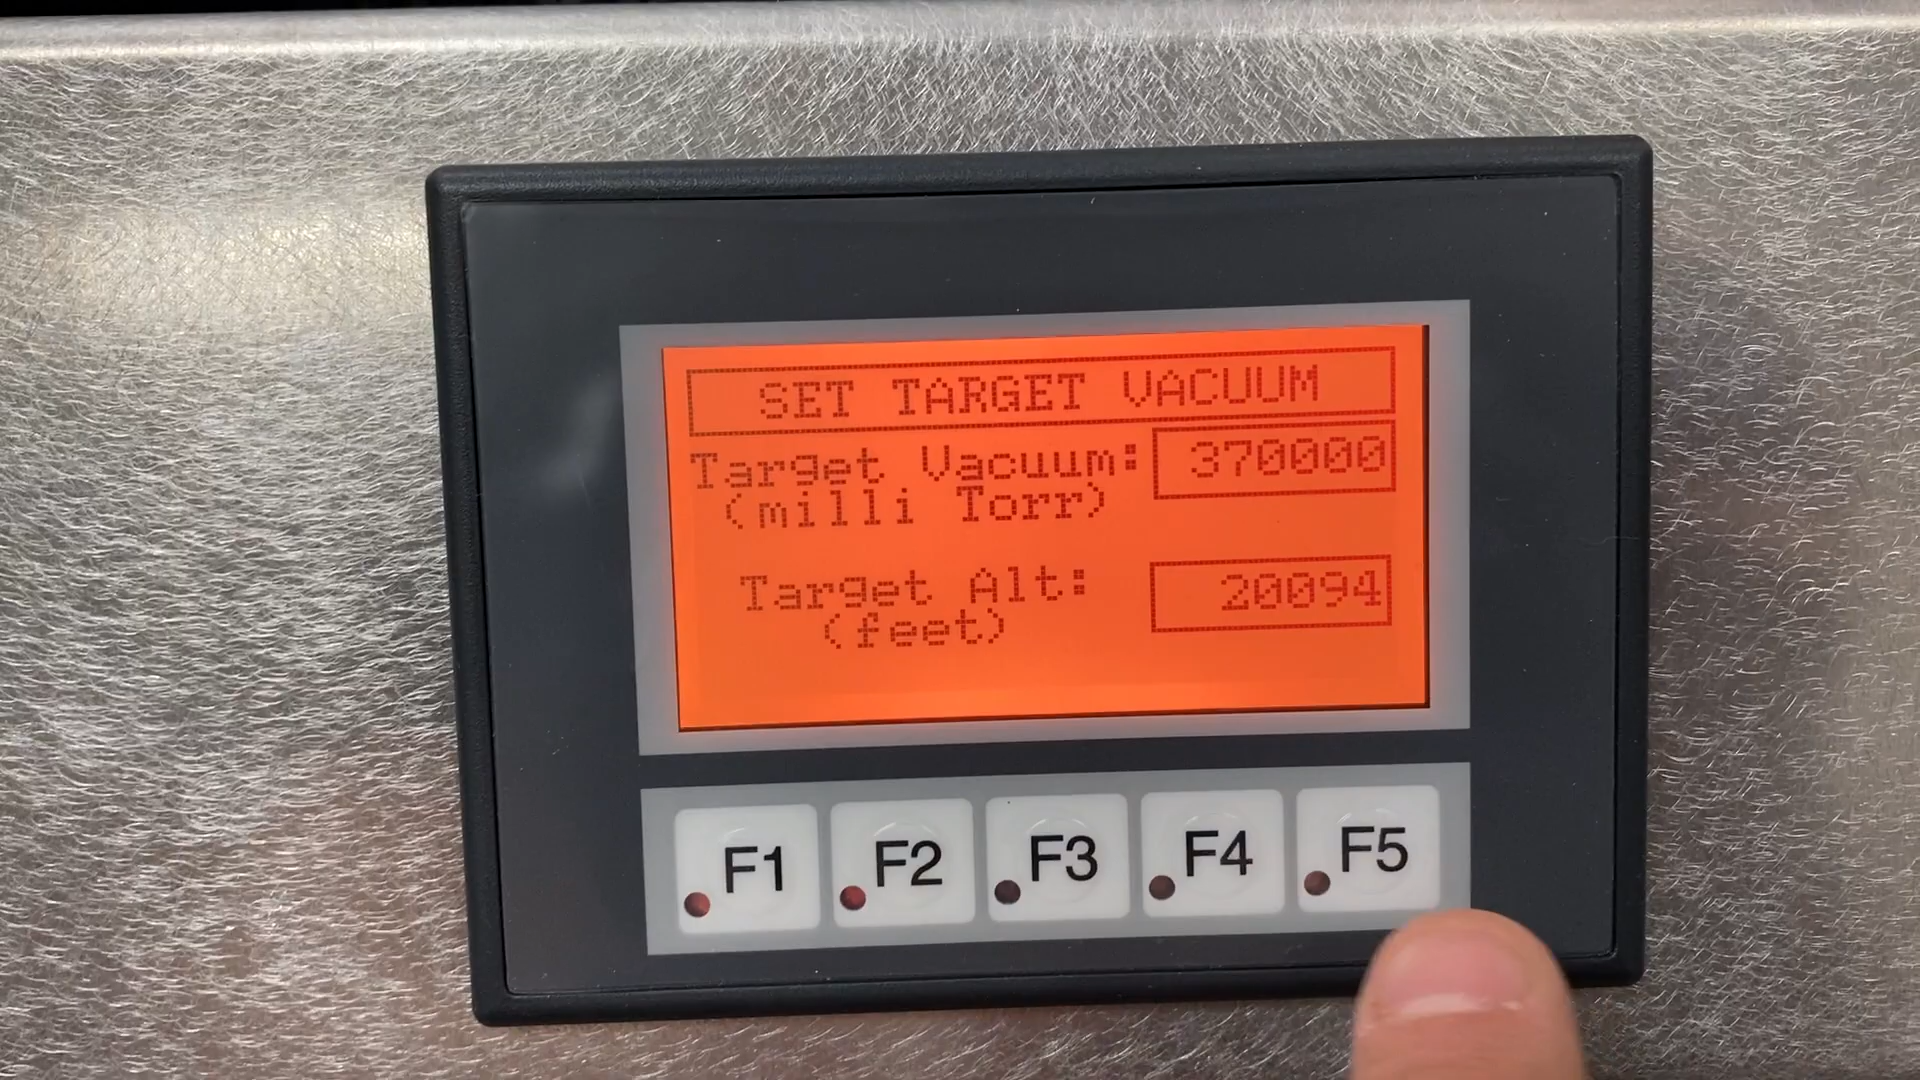 SET TARGET VACUUM
Target Vacuum: 370000
(milli Torr)
Target Alt: 20094
(feet)
F1 F2 F3 F4 F5